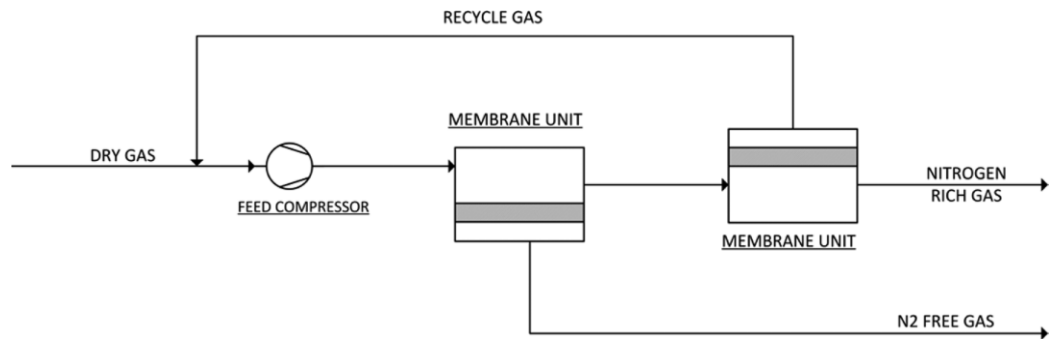 RECYCLE GAS
MEMBRANE UNIT
DRY GAS
FEED COMPRESSOR
NITROGEN
RICH GAS
MEMBRANE UNIT
N2 FREE GAS